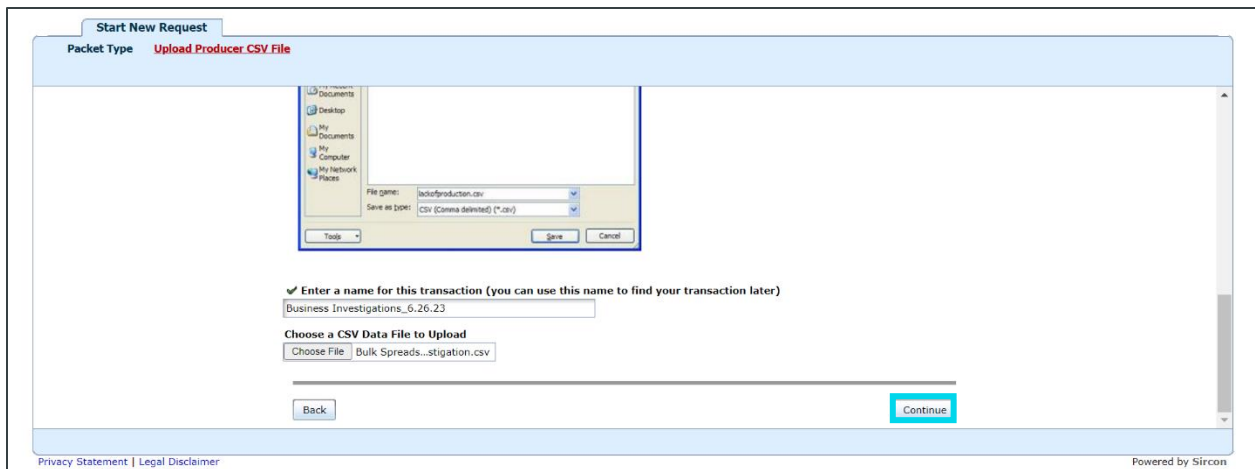 Start New Request
Packet Type Upload Producer CSV File
Documents
Desktop
My Documents
My Computer
My Network Places
File name: lackofproduction.csv
Save as type: CSV (Comma delimited) (*.csv)
Tools Save Cancel
Enter a name for this transaction (you can use this name to find your transaction later)
Business Investigations_6.26.23
Choose a CSV Data File to Upload
Choose File Bulk Spreads...stigation.csv
Back Continue
Privacy Statement | Legal Disclaimer Powered by Sircon